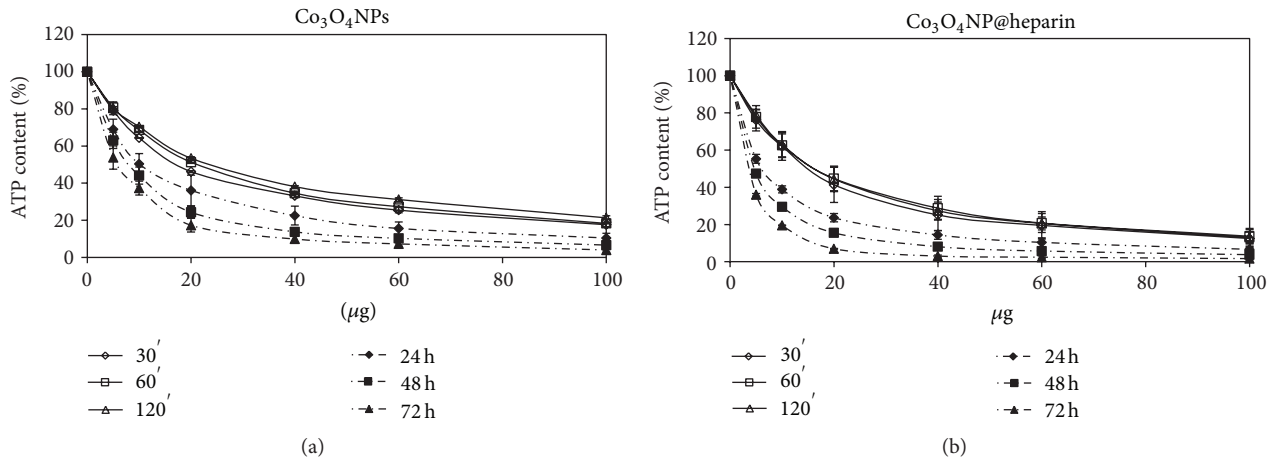 Co₃O₄NPs
120
100
80
60
40
20
0
ATP content (%)
0 20 40 60 80 100
(μg)
30′
60′
120′
24 h
48 h
72 h
(a)
Co₃O₄NP@heparin
120
100
80
60
40
20
0
ATP content (%)
0 20 40 60 80 100
μg
30′
60′
120′
24 h
48 h
72 h
(b)